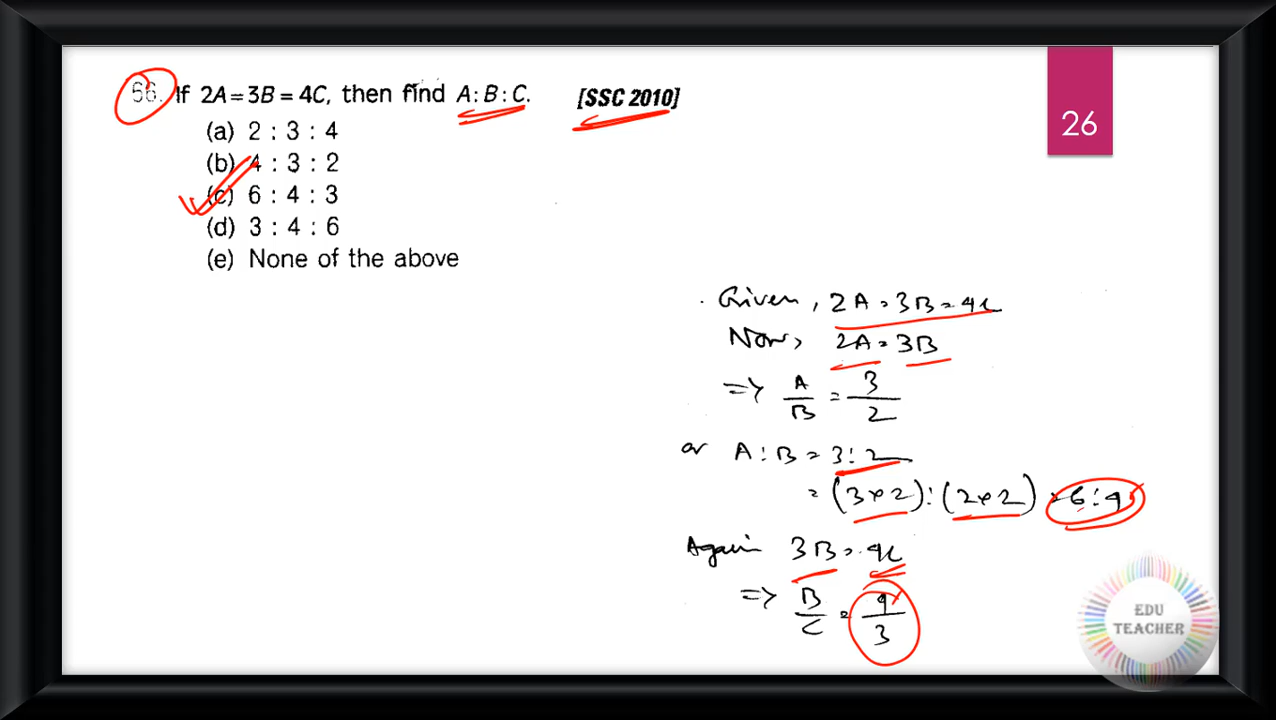 56. If 2A = 3B = 4C, then find A : B : C. [SSC 2010]
26
(a) 2 : 3 : 4
(b) 4 : 3 : 2
(c) 6 : 4 : 3
(d) 3 : 4 : 6
(e) None of the above
Given, 2A = 3B = 4C
Now, 2A = 3B
=> A/B = 3/2
or A : B = 3 : 2
= (3×2) : (2×2) = 6 : 4
Again 3B = 4C
=> B/C = 4/3
EDU
TEACHER